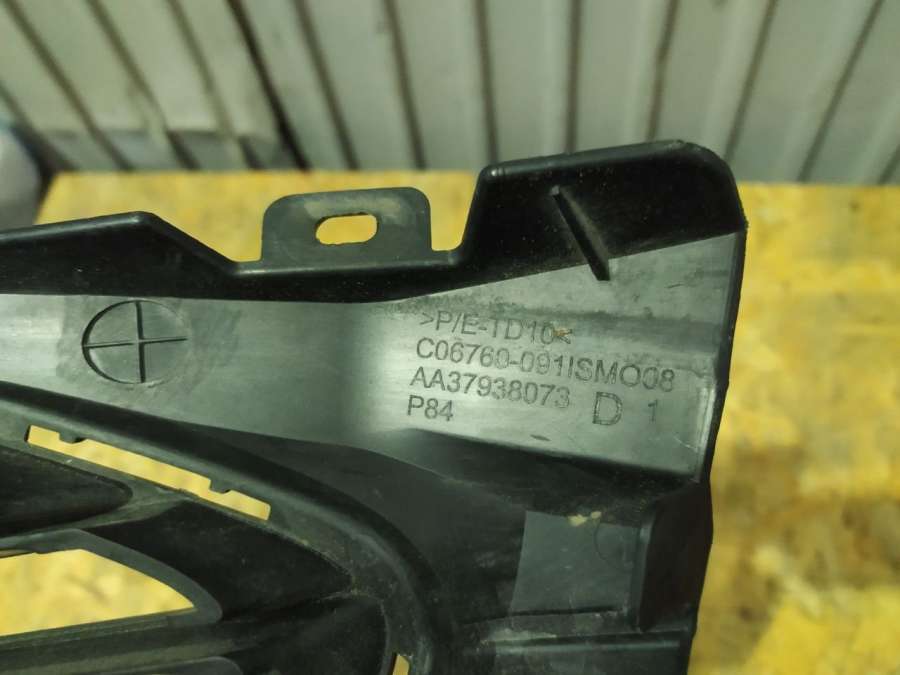 >P/E-TD10<
C06760-091ISMO08
AA37938073 D 1
P84